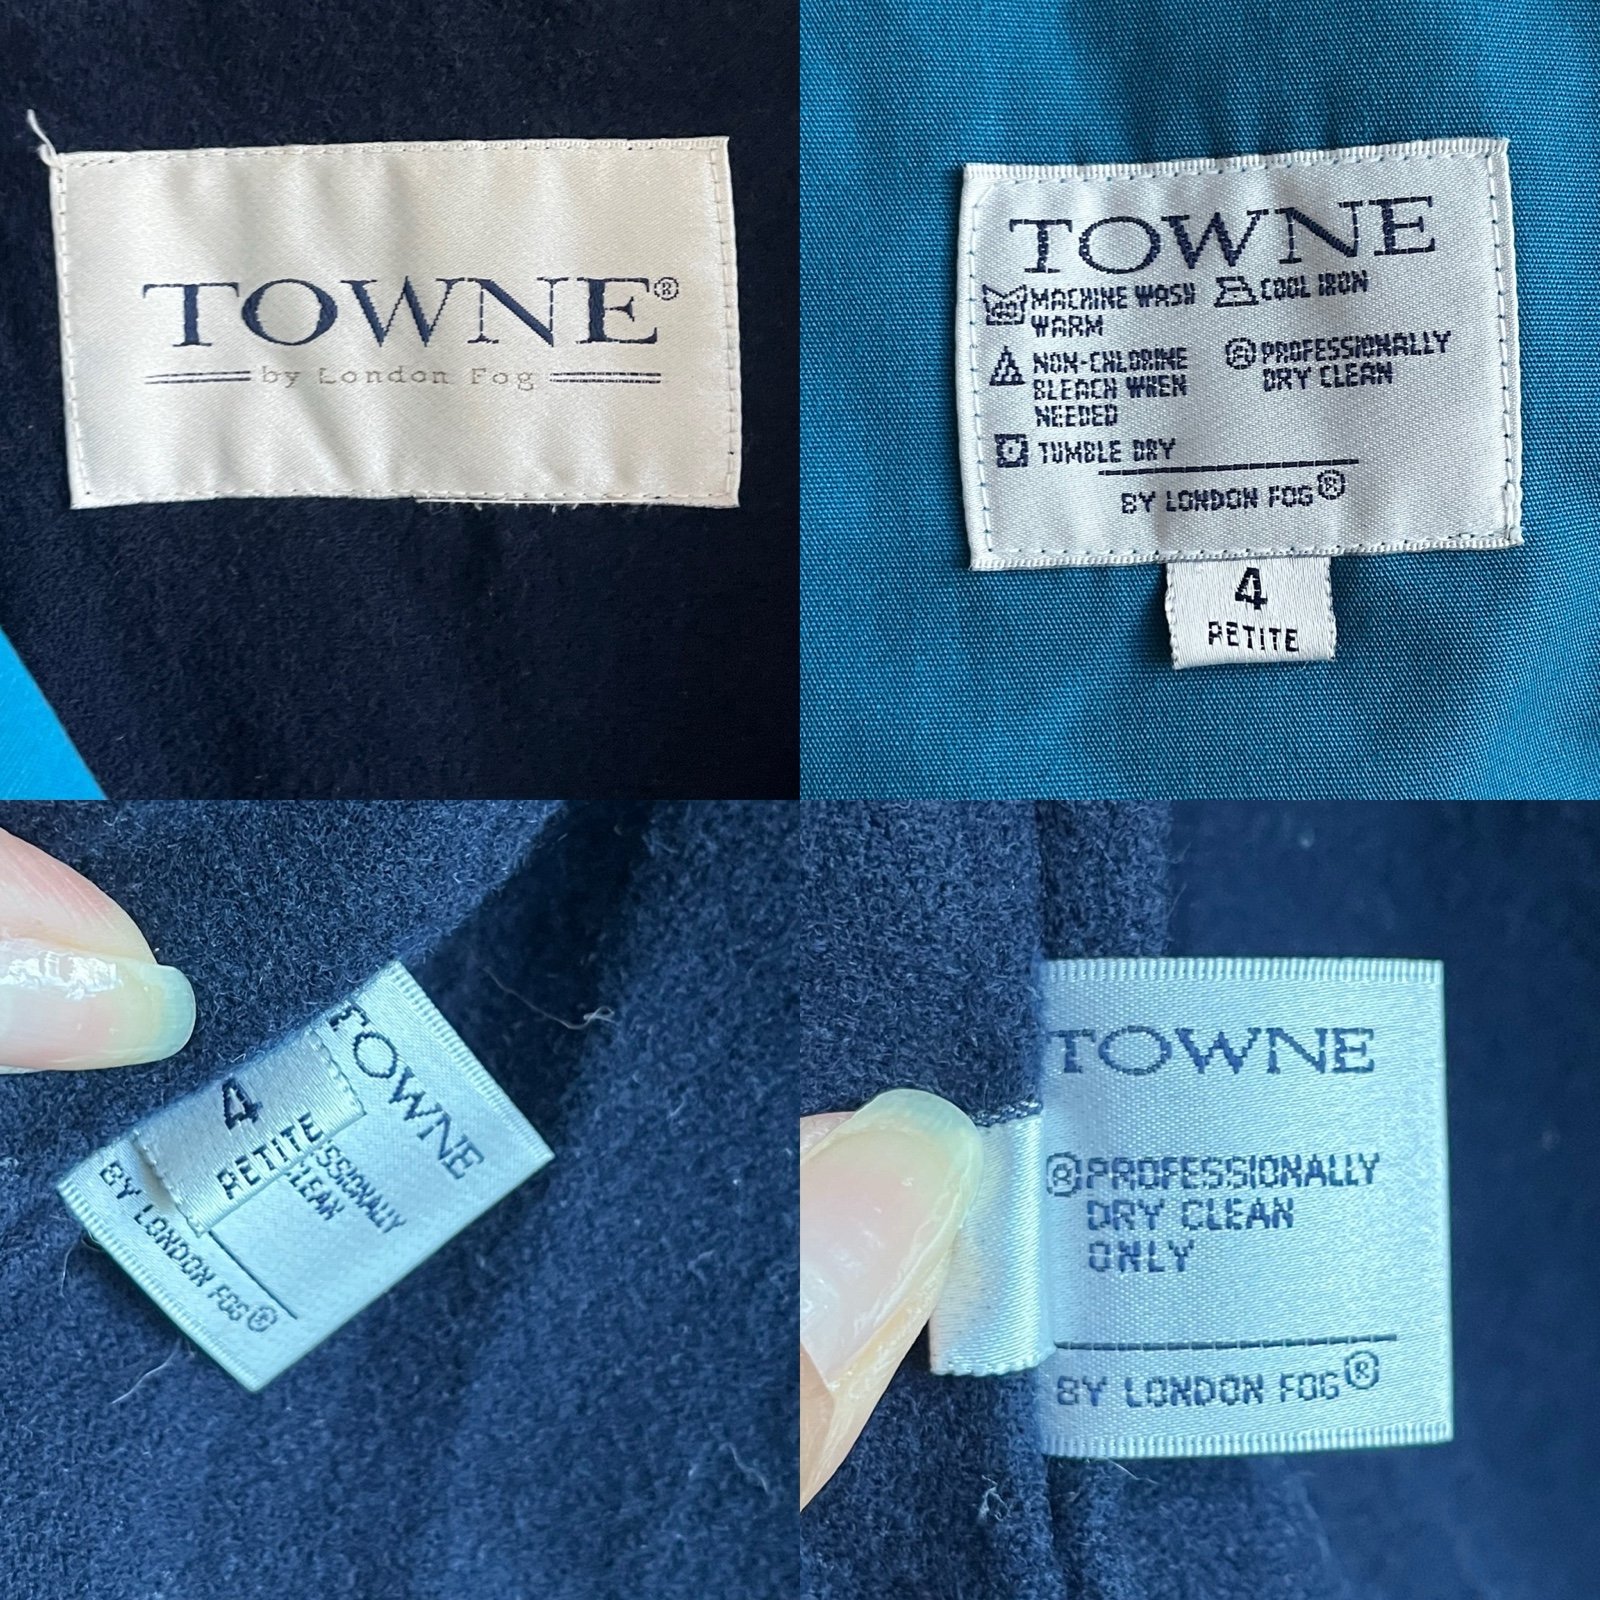 TOWNE®
by London Fog
TOWNE
MACHINE WASH
WARM
COOL IRON
NON-CHLORINE
BLEACH WHEN
NEEDED
Ⓟ PROFESSIONALLY
DRY CLEAN
TUMBLE DRY
BY LONDON FOG®
4
PETITE
TOWNE
4
PETITE
SSIONALLY
CLEAN
BY LONDON FOG®
TOWNE
Ⓟ PROFESSIONALLY
DRY CLEAN
ONLY
BY LONDON FOG®